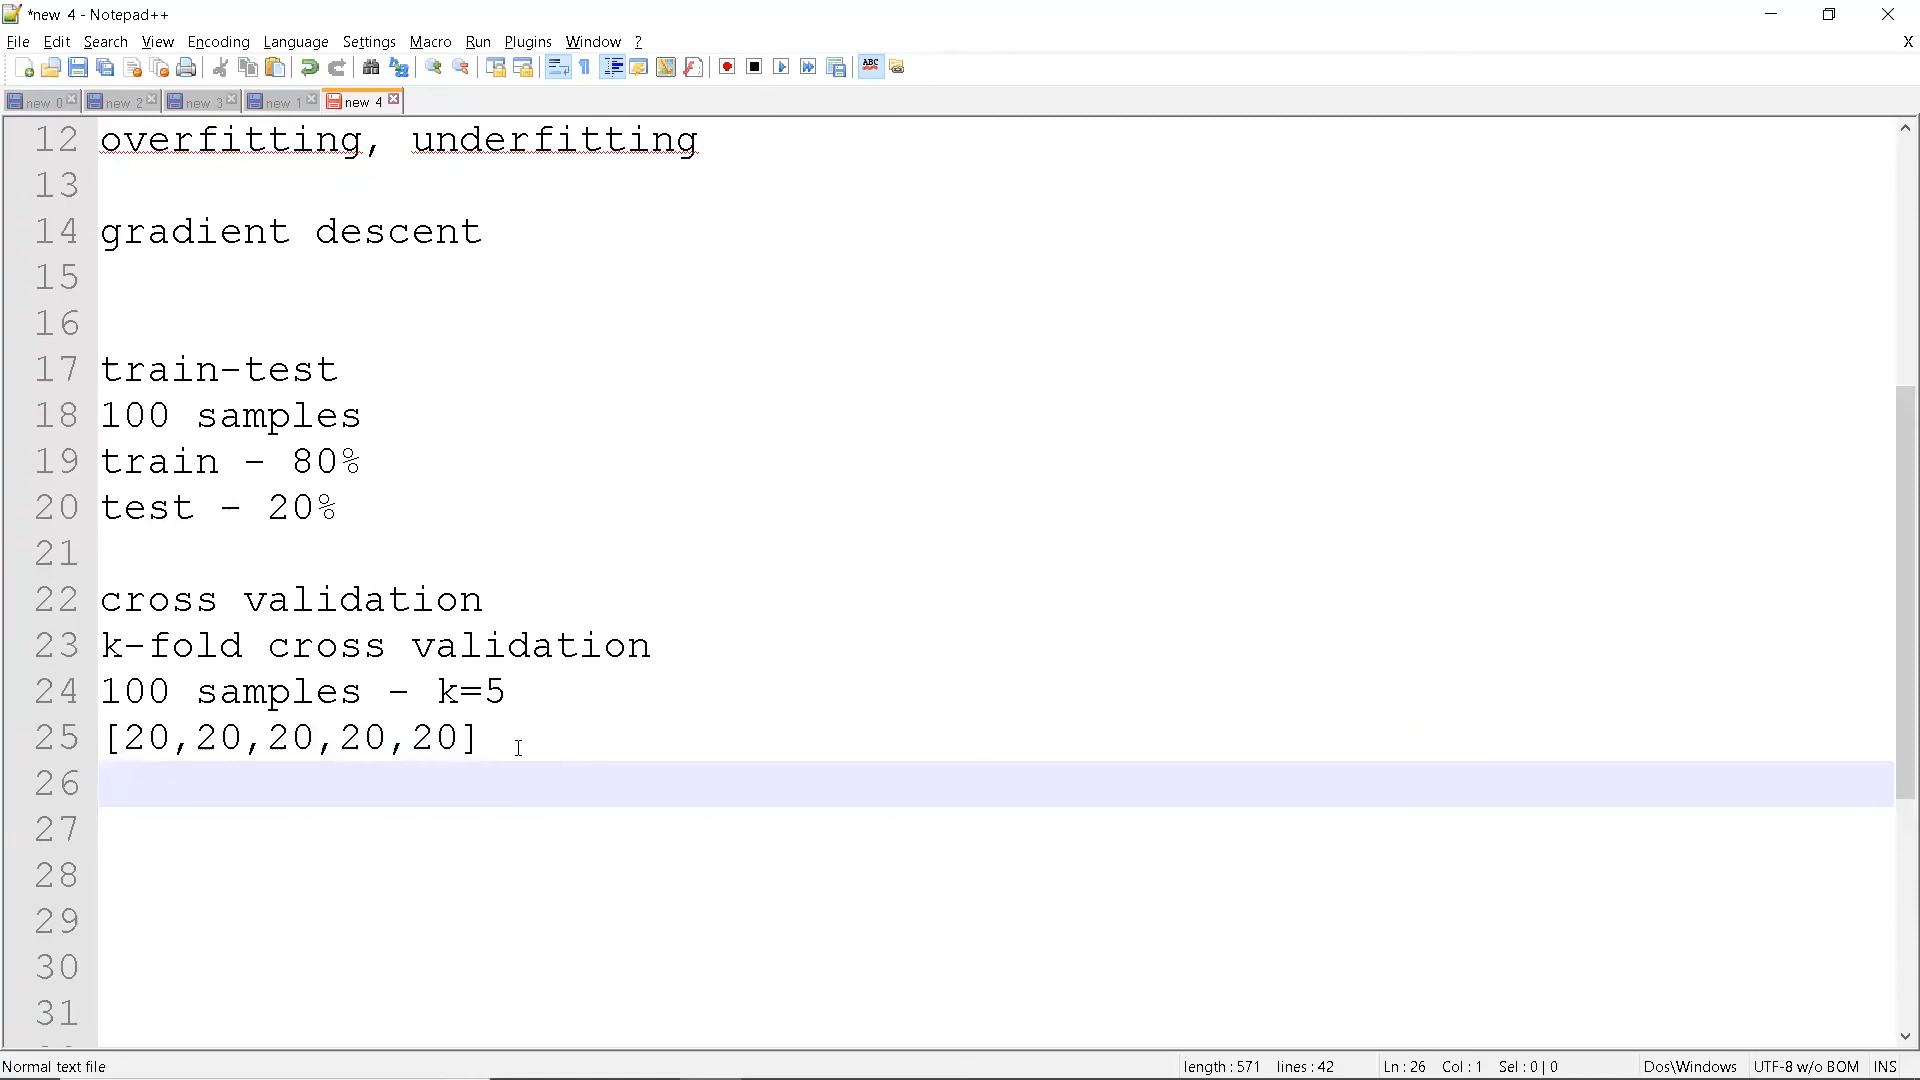 *new 4 - Notepad++
File Edit Search View Encoding Language Settings Macro Run Plugins Window ?
X
ABC
new 0 new 2 new 3 new 1 new 4
12 overfitting, underfitting
13
14 gradient descent
15
16
17 train-test
18 100 samples
19 train - 80%
20 test - 20%
21
22 cross validation
23 k-fold cross validation
24 100 samples - k=5
25 [20,20,20,20,20]
26
27
28
29
30
31
Normal text file length : 571 lines : 42 Ln : 26 Col : 1 Sel : 0 | 0 Dos\Windows UTF-8 w/o BOM INS